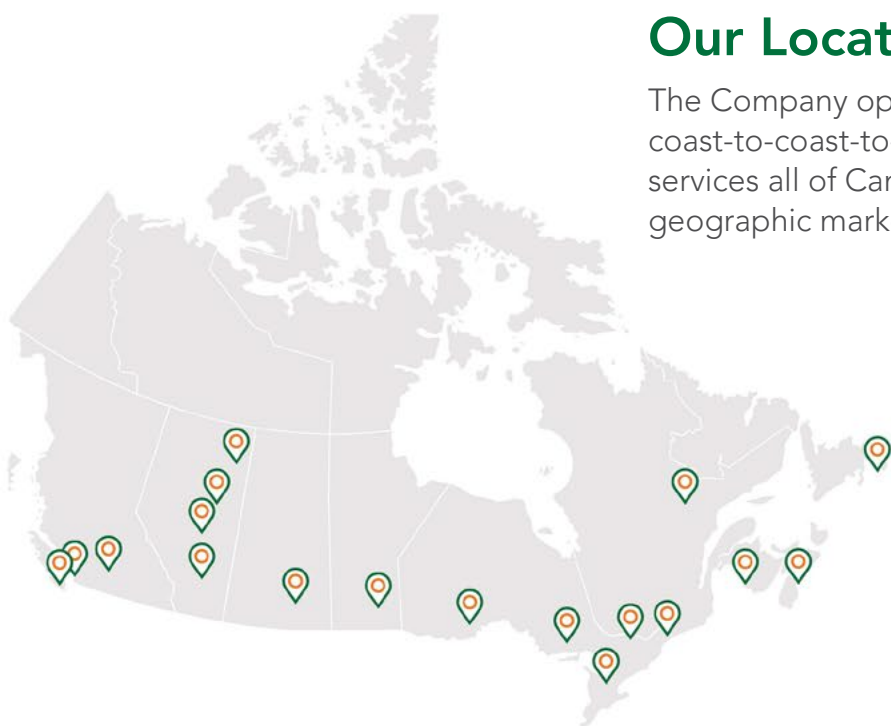 Our Locat
The Company op
coast-to-coast-to
services all of Car
geographic mark